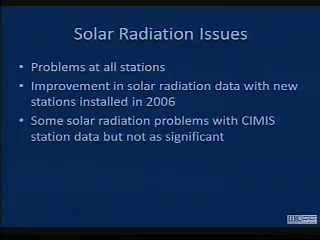 Solar Radiation Issues
• Problems at all stations
• Improvement in solar radiation data with new
stations installed in 2006
• Some solar radiation problems with CIMIS
station data but not as significant